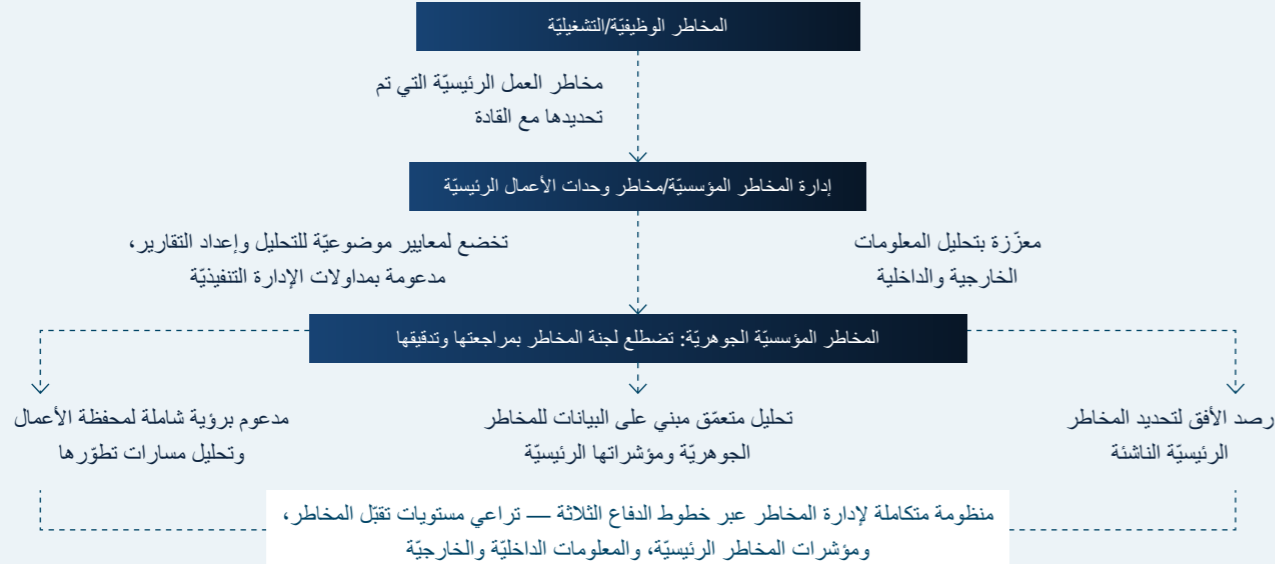 المخاطر الوظيفيّة/التشغيليّة
مخاطر العمل الرئيسيّة التي تم
تحديدها مع القادة
إدارة المخاطر المؤسسيّة/مخاطر وحدات الأعمال الرئيسيّة
معزّزة بتحليل المعلومات
الخارجية والداخلية
تخضع لمعايير موضوعيّة للتحليل وإعداد التقارير،
مدعومة بمداولات الإدارة التنفيذيّة
المخاطر المؤسسيّة الجوهريّة: تضطلع لجنة المخاطر بمراجعتها وتدقيقها
رصد الأفق لتحديد المخاطر
الرئيسيّة الناشئة
تحليل متعمّق مبني على البيانات للمخاطر
الجوهريّة ومؤشراتها الرئيسيّة
مدعوم برؤية شاملة لمحفظة الأعمال
وتحليل مسارات تطوّرها
منظومة متكاملة لإدارة المخاطر عبر خطوط الدفاع الثلاثة — تراعي مستويات تقبّل المخاطر،
ومؤشرات المخاطر الرئيسيّة، والمعلومات الداخليّة والخارجيّة